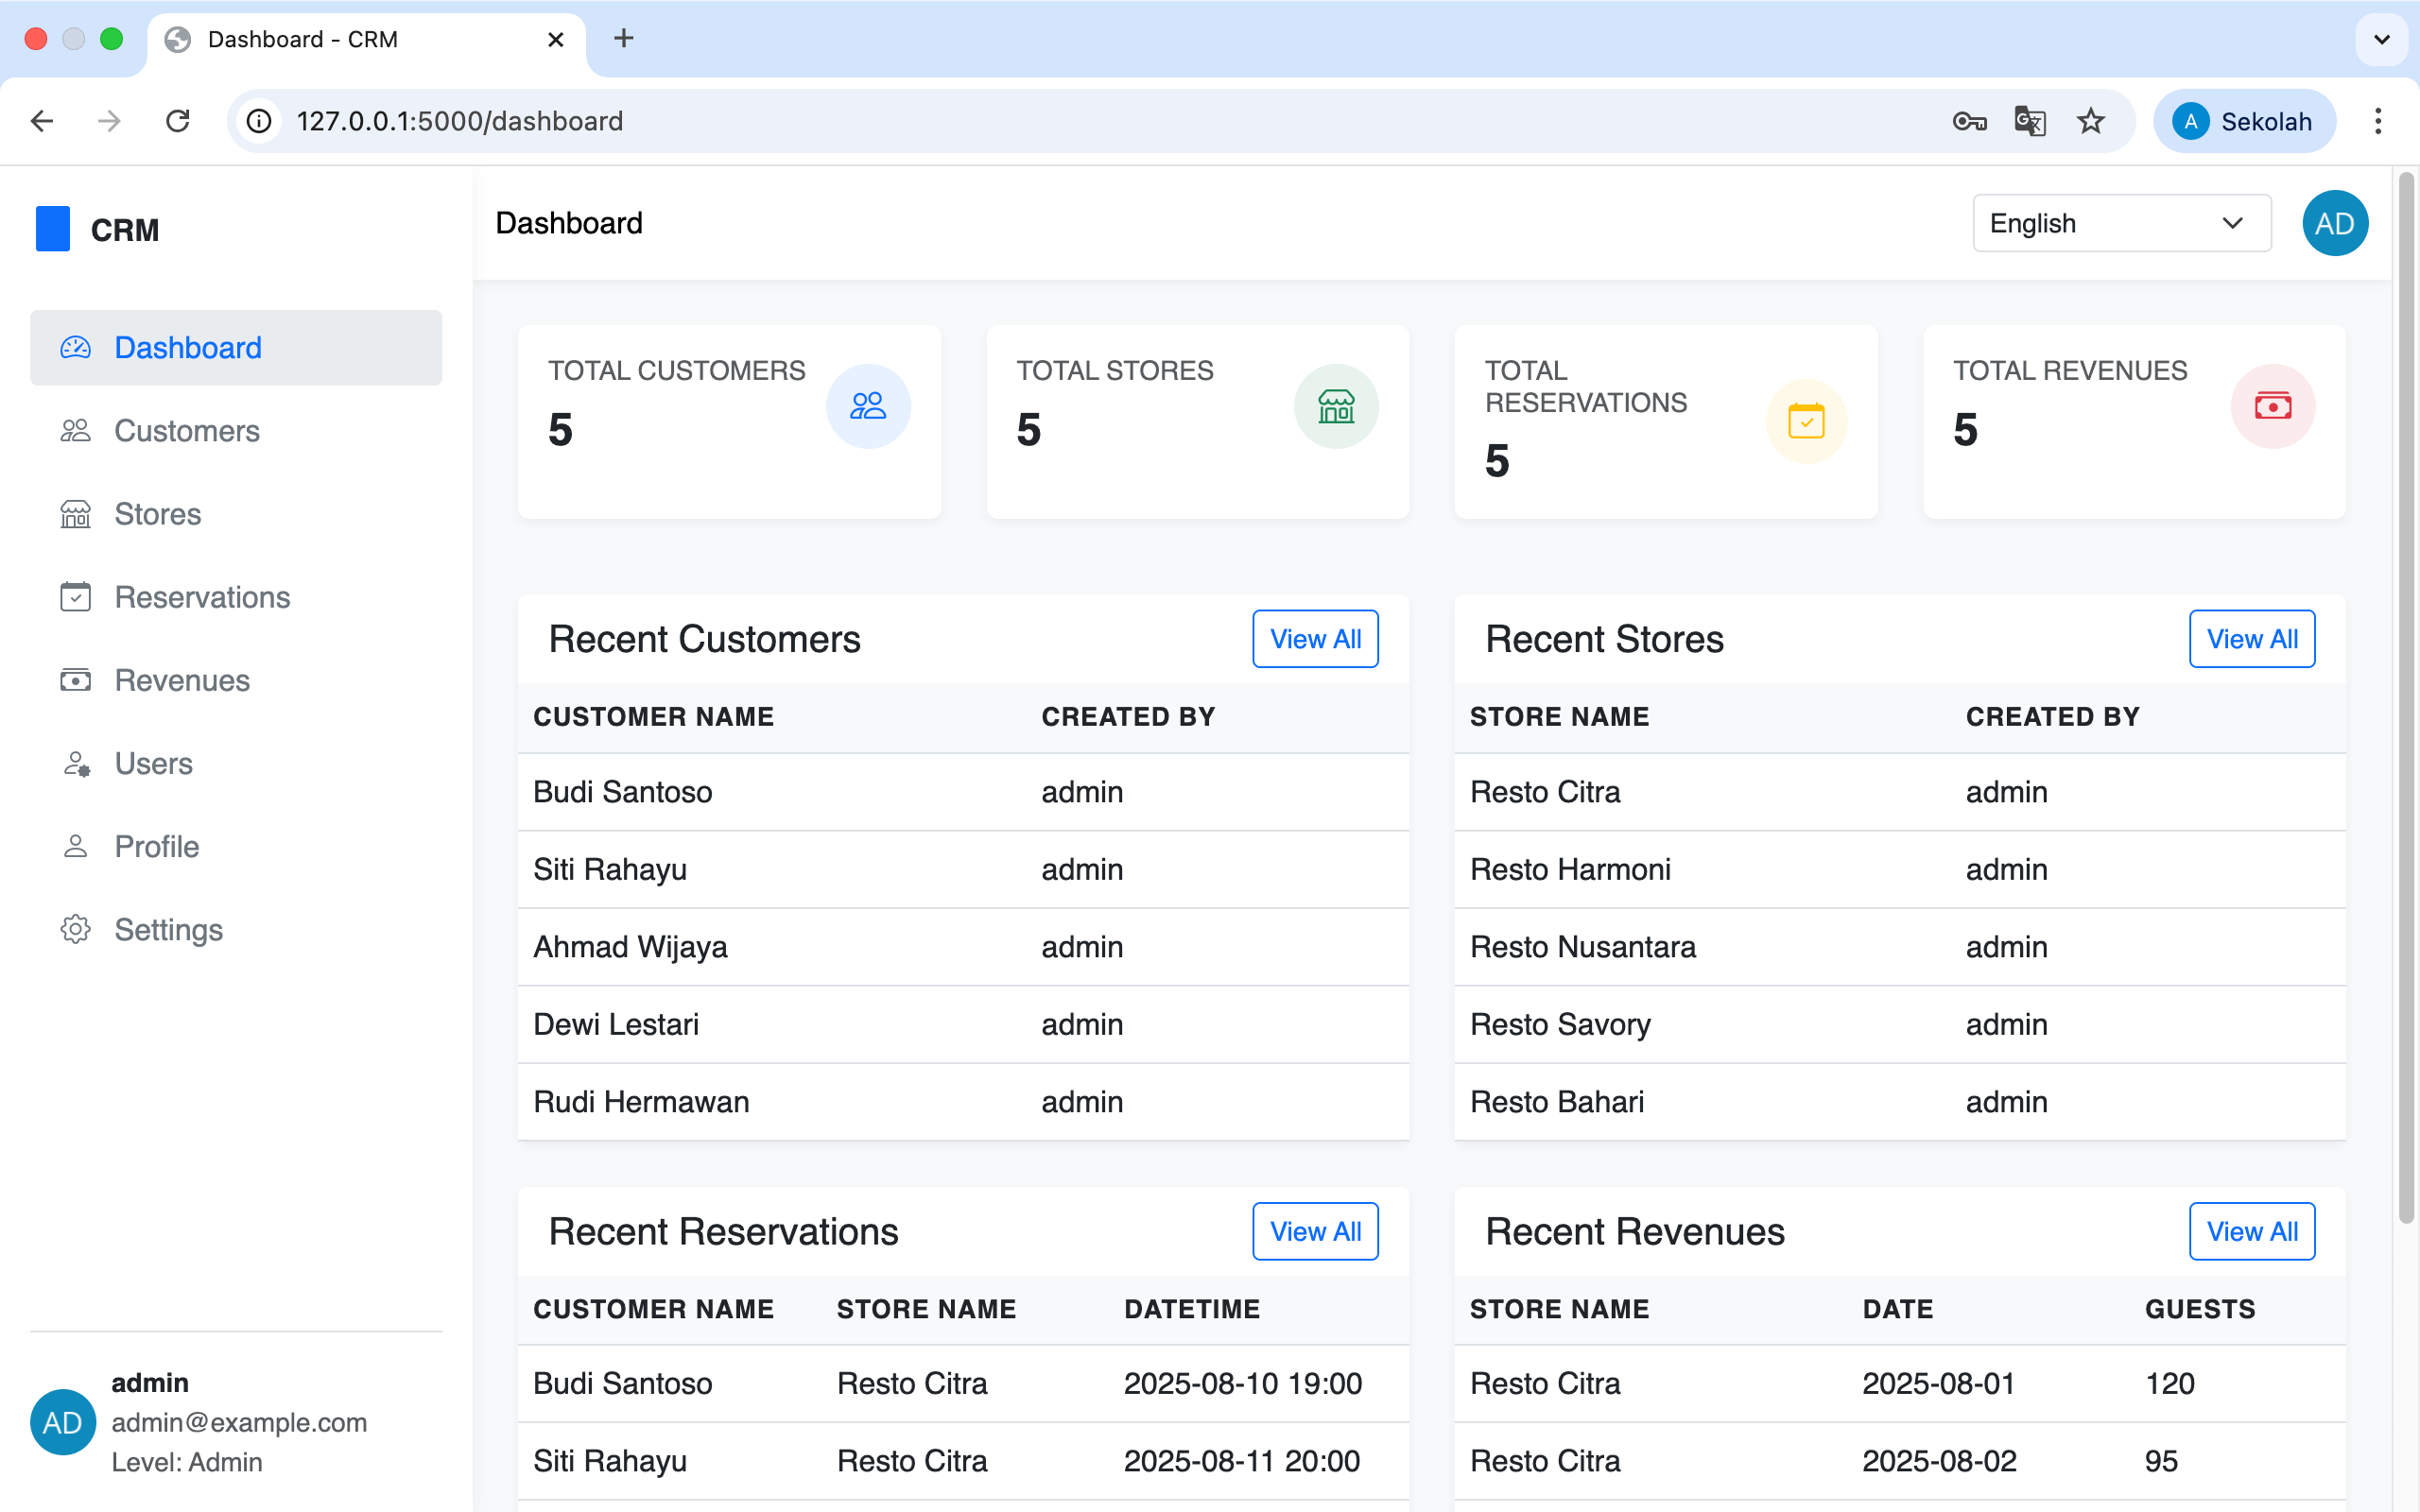 Dashboard - CRM
127.0.0.1:5000/dashboard
A Sekolah
CRM
Dashboard
Customers
Stores
Reservations
Revenues
Users
Profile
Settings
admin
AD
admin@example.com
Level: Admin
Dashboard
English
AD
TOTAL CUSTOMERS
5
TOTAL STORES
5
TOTAL
RESERVATIONS
5
TOTAL REVENUES
5
Recent Customers View All
CUSTOMER NAME CREATED BY
Budi Santoso admin
Siti Rahayu admin
Ahmad Wijaya admin
Dewi Lestari admin
Rudi Hermawan admin
Recent Stores View All
STORE NAME CREATED BY
Resto Citra admin
Resto Harmoni admin
Resto Nusantara admin
Resto Savory admin
Resto Bahari admin
Recent Reservations View All
CUSTOMER NAME STORE NAME DATETIME
Budi Santoso Resto Citra 2025-08-10 19:00
Siti Rahayu Resto Citra 2025-08-11 20:00
Recent Revenues View All
STORE NAME DATE GUESTS
Resto Citra 2025-08-01 120
Resto Citra 2025-08-02 95